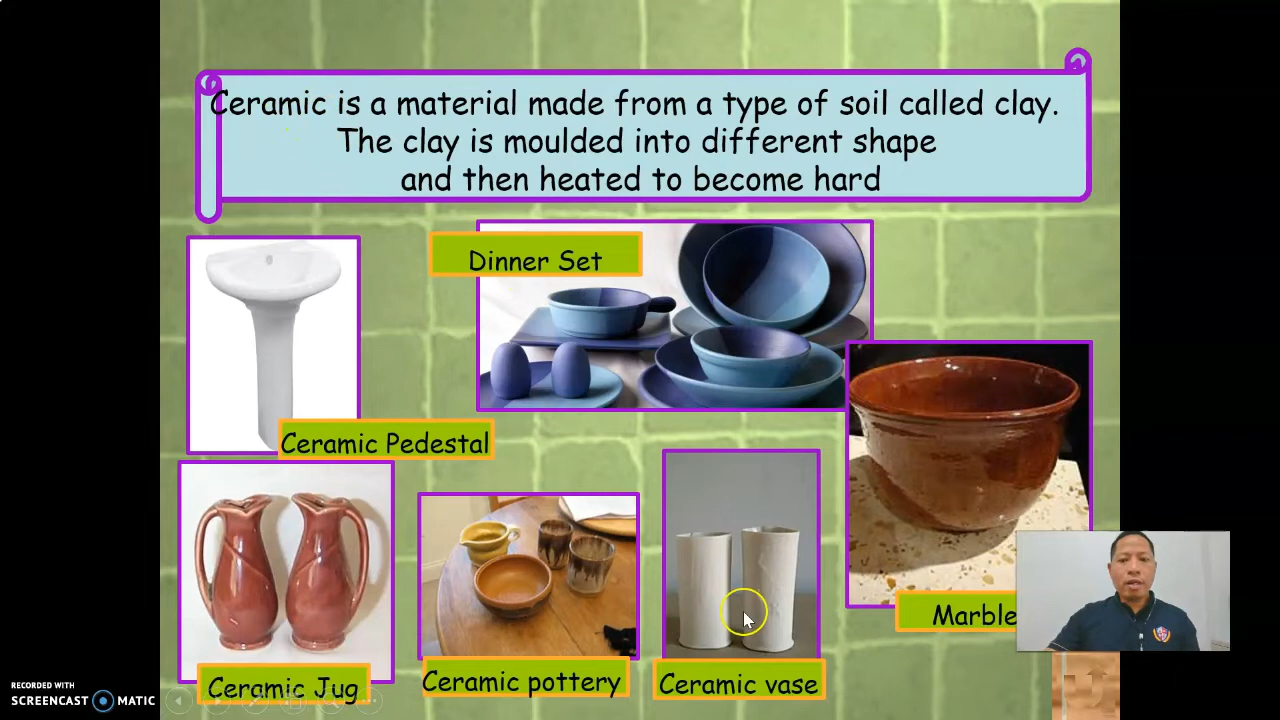 Ceramic is a material made from a type of soil called clay.
The clay is moulded into different shape
and then heated to become hard
Dinner Set
Ceramic Pedestal
Marble
Ceramic Jug
Ceramic pottery
Ceramic vase
RECORDED WITH
SCREENCAST MATIC